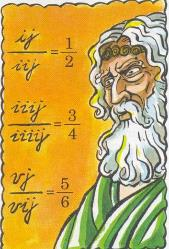 ij/iij = 1/2
iiij/iiiij = 3/4
vj/vij = 5/6